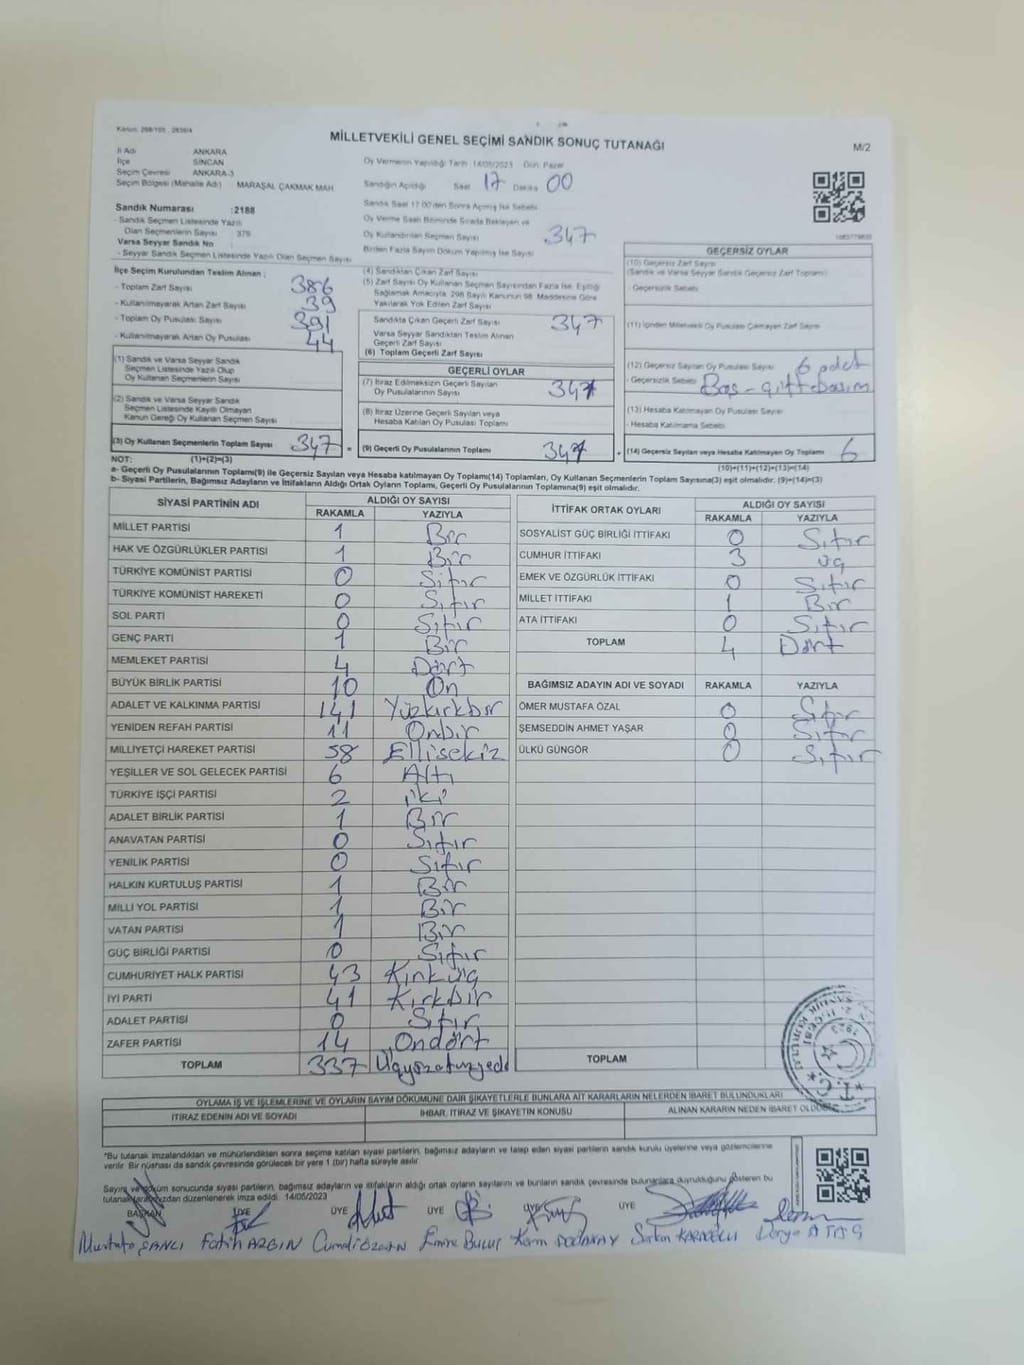 Kanun: 298/105 , 2839/4
MİLLETVEKİLİ GENEL SEÇİMİ SANDIK SONUÇ TUTANAĞI
M/2
İl Adı ANKARA
İlçe SİNCAN
Seçim Çevresi ANKARA-3
Seçim Bölgesi (Mahalle Adı) : MARAŞAL ÇAKMAK MAH.
Oy Vermenin Yapıldığı Tarih : 14/05/2023 Gün: Pazar
Sandığın Açıldığı Saat 17 Dakika 00
Sandık Saat 17.00'den Sonra Açılmış İse Sebebi
Oy Verme Saati Bitiminde Sırada Bekleyen ve
Oy Kullandırılan Seçmen Sayısı 347
Birden Fazla Sayım Döküm Yapılmış İse Sayısı
Sandık Numarası : 2188
- Sandık Seçmen Listesinde Yazılı
Olan Seçmenlerin Sayısı : 379
Varsa Seyyar Sandık No
- Seyyar Sandık Seçmen Listesinde Yazılı Olan Seçmen Sayısı
İlçe Seçim Kurulundan Teslim Alınan :
- Toplam Zarf Sayısı 386
- Kullanılmayarak Artan Zarf Sayısı 39
- Toplam Oy Pusulası Sayısı 391
- Kullanılmayarak Artan Oy Pusulası 44
(1) Sandık ve Varsa Seyyar Sandık
Seçmen Listesinde Yazılı Olup
Oy Kullanan Seçmenlerin Sayısı
(2) Sandık ve Varsa Seyyar Sandık
Seçmen Listesinde Kayıtlı Olmayan
Kanun Gereği Oy Kullanan Seçmen Sayısı
(3) Oy Kullanan Seçmenlerin Toplam Sayısı 347 =
(4) Sandıktan Çıkan Zarf Sayısı
(5) Zarf Sayısı Oy Kullanan Seçmen Sayısından Fazla İse, Eşitliği
Sağlamak Amacıyla, 298 Sayılı Kanunun 98. Maddesine Göre
Yakılarak Yok Edilen Zarf Sayısı
Sandıkta Çıkan Geçerli Zarf Sayısı 347
Varsa Seyyar Sandıktan Teslim Alınan
Geçerli Zarf Sayısı
(6) Toplam Geçerli Zarf Sayısı
GEÇERLİ OYLAR
(7) İtiraz Edilmeksizin Geçerli Sayılan
Oy Pusulalarının Sayısı 347
(8) İtiraz Üzerine Geçerli Sayılan veya
Hesaba Katılan Oy Pusulası Toplamı
(9) Geçerli Oy Pusulalarının Toplamı 347 +
GEÇERSİZ OYLAR
(10) Geçersiz Zarf Sayısı
(Sandık ve Varsa Seyyar Sandık Geçersiz Zarf Toplamı)
- Geçersizlik Sebebi
(11) İçinden Milletvekili Oy Pusulası Çıkmayan Zarf Sayısı
(12) Geçersiz Sayılan Oy Pusulası Sayısı 6 adet
- Geçersizlik Sebebi Boş - çift basım
(13) Hesaba Katılmayan Oy Pusulası Sayısı
- Hesaba Katılmama Sebebi
(14) Geçersiz Sayılan veya Hesaba Katılmayan Oy Toplamı 6
NOT: (1)+(2)=(3) (10)+(11)+(12)+(13)=(14)
a- Geçerli Oy Pusulalarının Toplamı(9) ile Geçersiz Sayılan veya Hesaba katılmayan Oy Toplamı(14) Toplamları, Oy Kullanan Seçmenlerin Toplam Sayısına(3) eşit olmalıdır. (9)+(14)=(3)
b- Siyasi Partilerin, Bağımsız Adayların ve İttifakların Aldığı Ortak Oyların Toplamı, Geçerli Oy Pusulalarının Toplamına(9) eşit olmalıdır.
SİYASİ PARTİNİN ADI ALDIĞI OY SAYISI
RAKAMLA YAZIYLA
MİLLET PARTİSİ 1 Bir
HAK VE ÖZGÜRLÜKLER PARTİSİ 1 Bir
TÜRKİYE KOMÜNİST PARTİSİ 0 Sıfır
TÜRKİYE KOMÜNİST HAREKETİ 0 Sıfır
SOL PARTİ 0 Sıfır
GENÇ PARTİ 1 Bir
MEMLEKET PARTİSİ 4 Dört
BÜYÜK BİRLİK PARTİSİ 10 On
ADALET VE KALKINMA PARTİSİ 141 Yüzkırkbir
YENİDEN REFAH PARTİSİ 11 Onbir
MİLLİYETÇİ HAREKET PARTİSİ 58 Ellisekiz
YEŞİLLER VE SOL GELECEK PARTİSİ 6 Altı
TÜRKİYE İŞÇİ PARTİSİ 2 iki
ADALET BİRLİK PARTİSİ 1 Bir
ANAVATAN PARTİSİ 0 Sıfır
YENİLİK PARTİSİ 0 Sıfır
HALKIN KURTULUŞ PARTİSİ 1 Bir
MİLLİ YOL PARTİSİ 1 Bir
VATAN PARTİSİ 1 Bir
GÜÇ BİRLİĞİ PARTİSİ 0 Sıfır
CUMHURİYET HALK PARTİSİ 43 Kırküç
İYİ PARTİ 41 Kırkbir
ADALET PARTİSİ 0 Sıfır
ZAFER PARTİSİ 14 Ondört
TOPLAM 337 Üçyüzotuzyedi
İTTİFAK ORTAK OYLARI ALDIĞI OY SAYISI
RAKAMLA YAZIYLA
SOSYALİST GÜÇ BİRLİĞİ İTTİFAKI 0 Sıfır
CUMHUR İTTİFAKI 3 üç
EMEK VE ÖZGÜRLÜK İTTİFAKI 0 Sıfır
MİLLET İTTİFAKI 1 Bir
ATA İTTİFAKI 0 Sıfır
TOPLAM 4 Dört
BAĞIMSIZ ADAYIN ADI VE SOYADI RAKAMLA YAZIYLA
ÖMER MUSTAFA ÖZAL 0 Sıfır
ŞEMSEDDİN AHMET YAŞAR 0 Sıfır
ÜLKÜ GÜNGÖR 0 Sıfır
TOPLAM
OYLAMA İŞ VE İŞLEMLERİNE VE OYLARIN SAYIM DÖKÜMÜNE DAİR ŞİKAYETLERLE BUNLARA AİT KARARLARIN NELERDEN İBARET BULUNDUKLARI
İTİRAZ EDENİN ADI VE SOYADI İHBAR, İTİRAZ VE ŞİKAYETİN KONUSU ALINAN KARARIN NEDEN İBARET OLDUĞU
*Bu tutanak imzalandıktan ve mühürlendikten sonra seçime katılan siyasi partilerin, bağımsız adayların ve talep eden siyasi partilerin sandık kurulu üyelerine veya gözlemcilerine
verilir. Bir nüshası da sandık çevresinde görülecek bir yere 1 (bir) hafta süreyle asılır.
Sayım ve döküm sonucunda siyasi partilerin, bağımsız adayların ve ittifakların aldığı ortak oyların sayılarını ve bunların sandık çevresinde bulunanlara duyrulduğunu gösteren bu
düzenlenerek imza edildi. 14/05/2023
BAŞKAN ÜYE ÜYE ÜYE ÜYE ÜYE
Mustafa ŞANLI Fatih ARGIN Cumali ÖZCAN Emine BULUT Kerim Serkan KARAOĞLU Derya ATEŞ